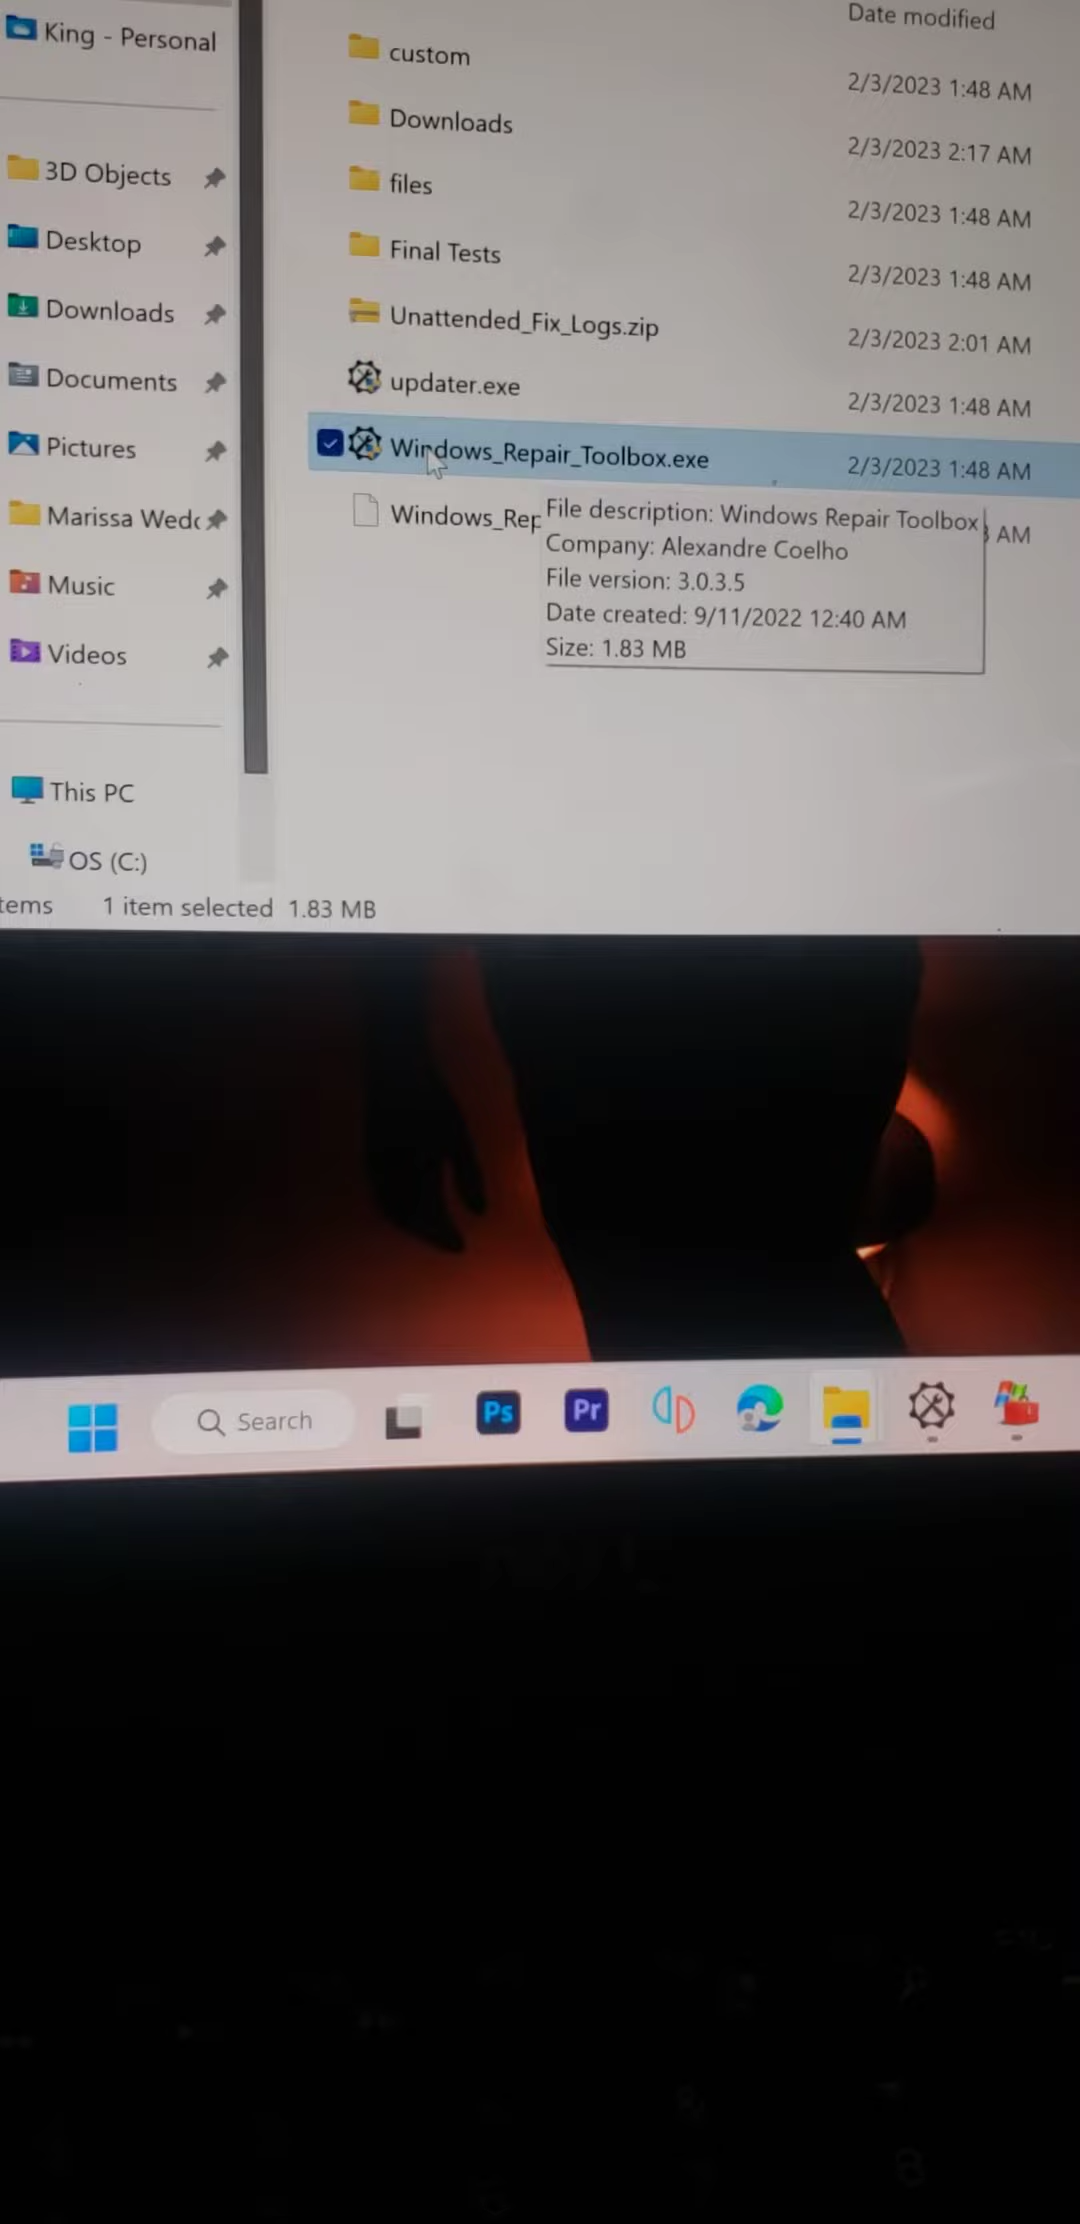 King - Personal
3D Objects
Desktop
Downloads
Documents
Pictures
Marissa Wed
Music
Videos
This PC
OS (C:)
Date modified
custom 2/3/2023 1:48 AM
Downloads 2/3/2023 2:17 AM
files 2/3/2023 1:48 AM
Final Tests 2/3/2023 1:48 AM
Unattended_Fix_Logs.zip 2/3/2023 2:01 AM
updater.exe 2/3/2023 1:48 AM
Windows_Repair_Toolbox.exe 2/3/2023 1:48 AM
Windows_Rep AM
File description: Windows Repair Toolbox
Company: Alexandre Coelho
File version: 3.0.3.5
Date created: 9/11/2022 12:40 AM
Size: 1.83 MB
tems 1 item selected 1.83 MB
Search Ps Pr